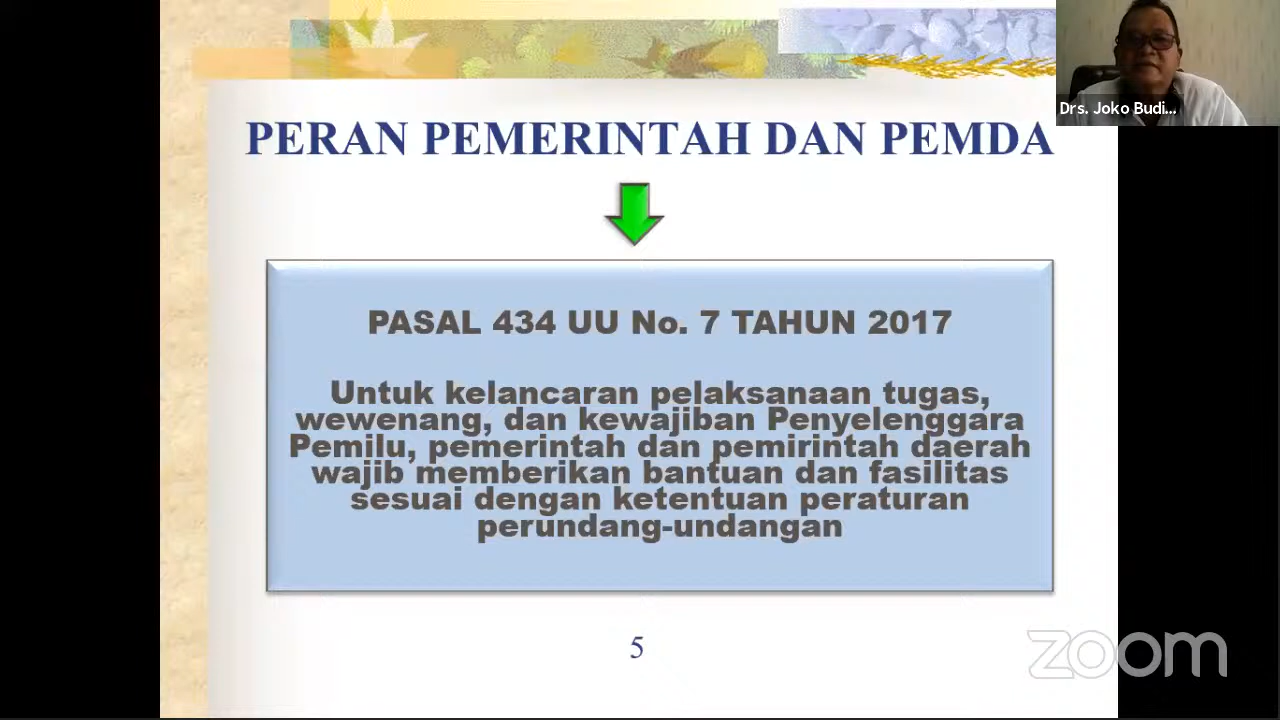 PERAN PEMERINTAH DAN PEMDA
Drs. Joko Budi...
PASAL 434 UU No. 7 TAHUN 2017
Untuk kelancaran pelaksanaan tugas,
wewenang, dan kewajiban Penyelenggara
Pemilu, pemerintah dan pemirintah daerah
wajib memberikan bantuan dan fasilitas
sesuai dengan ketentuan peraturan
perundang-undangan
5
zoom